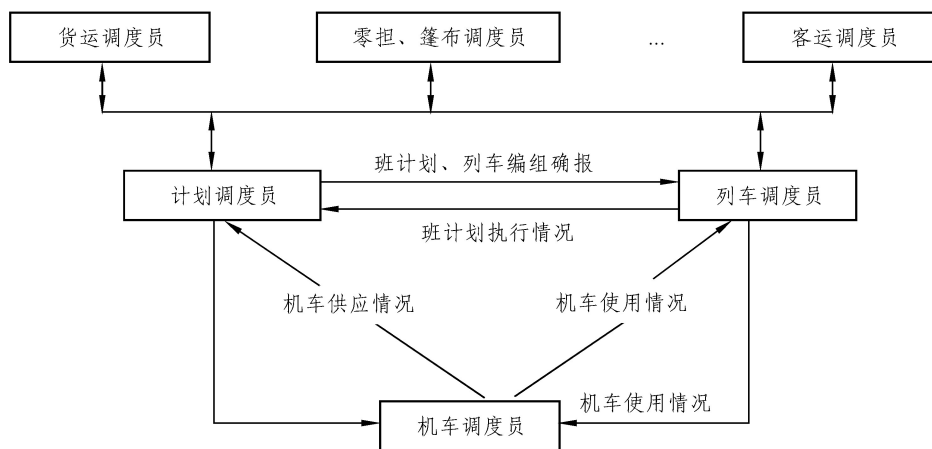 货运调度员
零担、篷布调度员
...
客运调度员
班计划、列车编组确报
计划调度员
列车调度员
班计划执行情况
机车供应情况
机车使用情况
机车使用情况
机车调度员